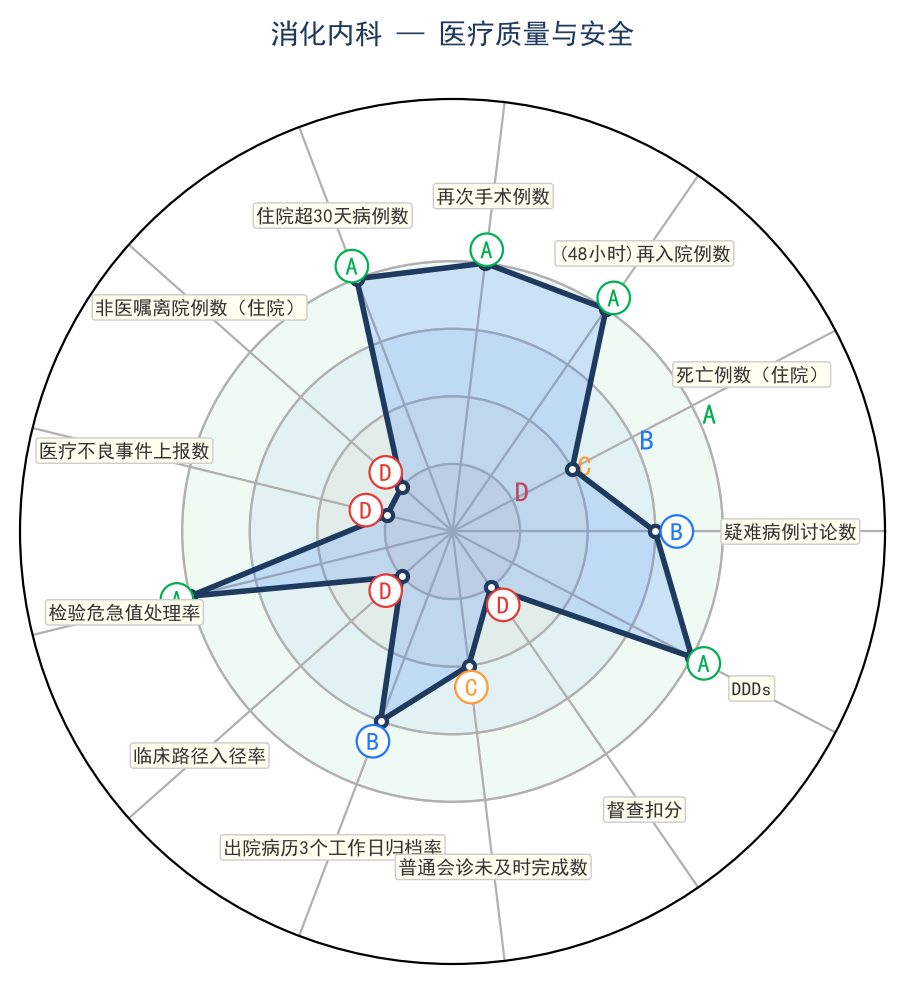 消化内科 — 医疗质量与安全
再次手术例数
住院超30天病例数
A
A
(48小时)再入院例数
A
非医嘱离院例数（住院）
死亡例数（住院）
A
B
医疗不良事件上报数
D
C
D
D
疑难病例讨论数
B
A
检验危急值处理率
D
D
A
DDDs
C
B
临床路径入径率
督查扣分
出院病历3个工作日归档率
普通会诊未及时完成数